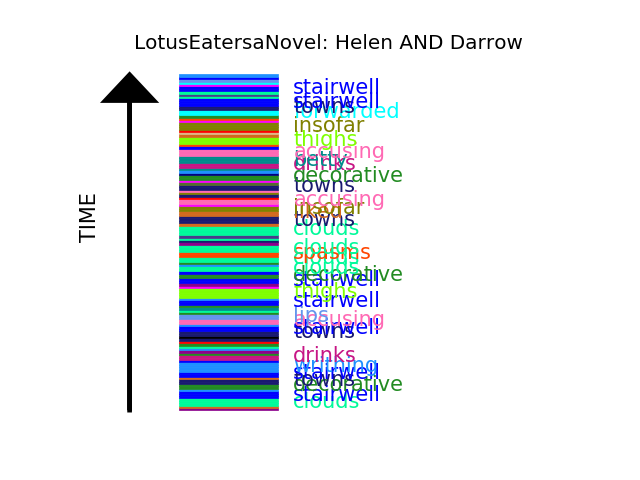 LotusEatersaNovel: Helen AND Darrow
TIME
stairwell
stairwell
towns
forwarded
insofar
thighs
accusing
drinks
decorative
towns
accusing
insofar
towns
clouds
clouds
spasms
clouds
clouds
decorative
stairwell
thighs
stairwell
lips
accusing
stairwell
towns
drinks
writhing
stairwell
towns
decorative
stairwell
clouds